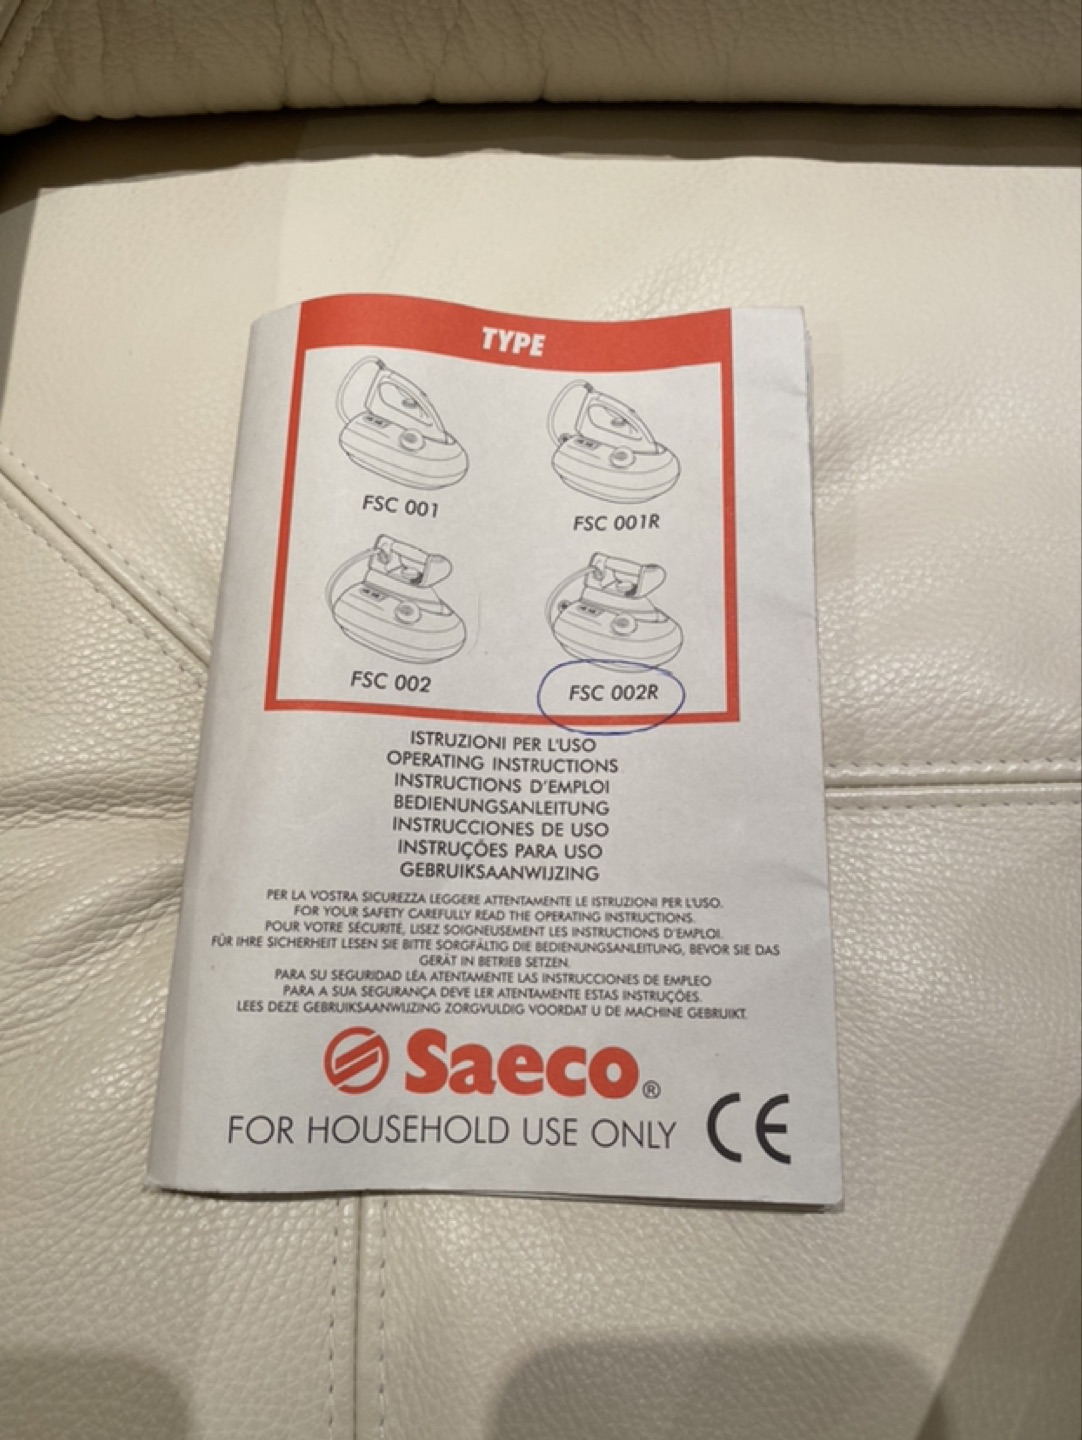 TYPE
FSC 001
FSC 001R
FSC 002
FSC 002R
ISTRUZIONI PER L'USO
OPERATING INSTRUCTIONS
INSTRUCTIONS D'EMPLOI
BEDIENUNGSANLEITUNG
INSTRUCCIONES DE USO
INSTRUÇÕES PARA USO
GEBRUIKSAANWIJZING
PER LA VOSTRA SICUREZZA LEGGERE ATTENTAMENTE LE ISTRUZIONI PER L'USO.
FOR YOUR SAFETY CAREFULLY READ THE OPERATING INSTRUCTIONS.
POUR VOTRE SÉCURITÉ, LISEZ SOIGNEUSEMENT LES INSTRUCTIONS D'EMPLOI.
FÜR IHRE SICHERHEIT LESEN SIE BITTE SORGFÄLTIG DIE BEDIENUNGSANLEITUNG, BEVOR SIE DAS
GERÄT IN BETRIEB SETZEN.
PARA SU SEGURIDAD LEA ATENTAMENTE LAS INSTRUCCIONES DE EMPLEO
PARA A SUA SEGURANÇA DEVE LER ATENTAMENTE ESTAS INSTRUÇÕES.
LEES DEZE GEBRUIKSAANWIJZING ZORGVULDIG VOORDAT U DE MACHINE GEBRUIKT.
Saeco®
FOR HOUSEHOLD USE ONLY CE